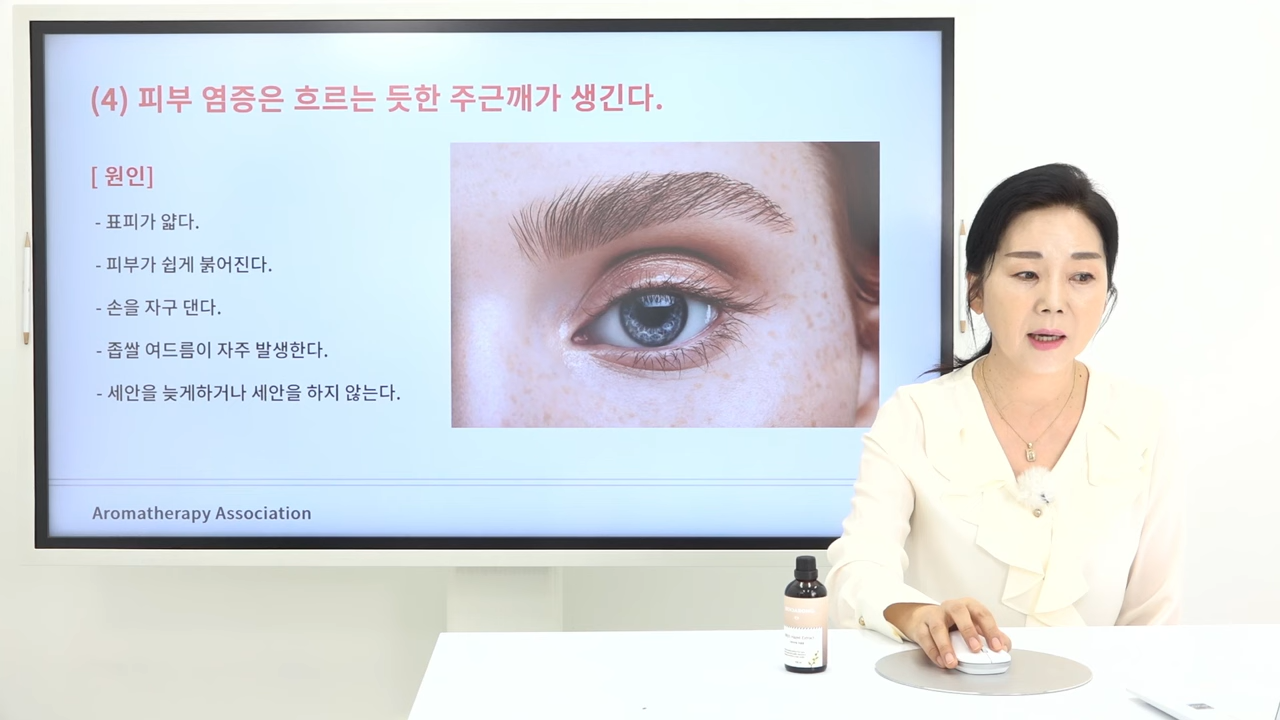 (4) 피부 염증은 흐르는 듯한 주근깨가 생긴다.
[ 원인]
- 표피가 얇다.
- 피부가 쉽게 붉어진다.
- 손을 자구 댄다.
- 좁쌀 여드름이 자주 발생한다.
- 세안을 늦게하거나 세안을 하지 않는다.
Aromatherapy Association